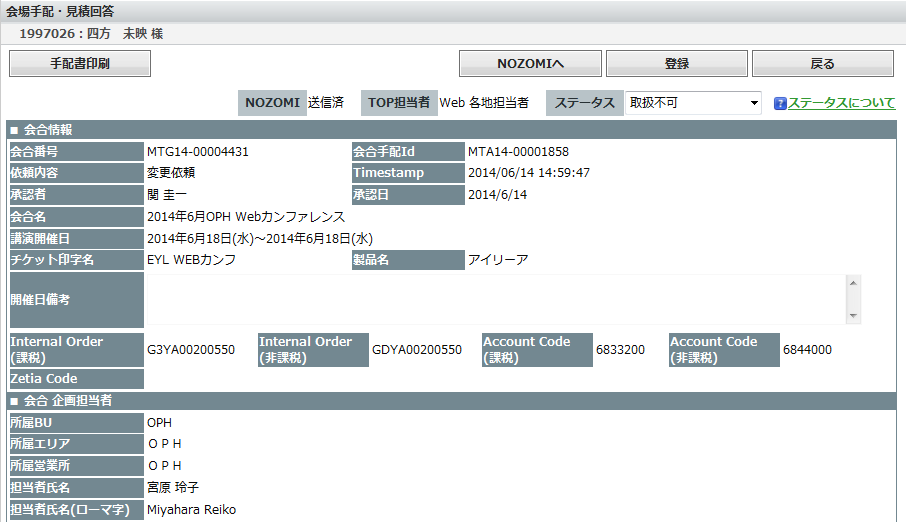 会場手配・見積回答
1997026：四方　未映 様
手配書印刷 NOZOMIへ 登録 戻る
NOZOMI 送信済 TOP担当者 Web 各地担当者 ステータス 取扱不可 ? ステータスについて
■ 会合情報
会合番号 MTG14-00004431 会合手配Id MTA14-00001858
依頼内容 変更依頼 Timestamp 2014/06/14 14:59:47
承認者 関 圭一 承認日 2014/6/14
会合名 2014年6月OPH Webカンファレンス
講演開催日 2014年6月18日(水)～2014年6月18日(水)
チケット印字名 EYL WEBカンフ 製品名 アイリーア
開催日備考
Internal Order (課税) G3YA00200550 Internal Order (非課税) GDYA00200550 Account Code (課税) 6833200 Account Code (非課税) 6844000
Zetia Code
■ 会合 企画担当者
所属BU OPH
所属エリア ＯＰＨ
所属営業所 ＯＰＨ
担当者氏名 宮原 玲子
担当者氏名(ローマ字) Miyahara Reiko